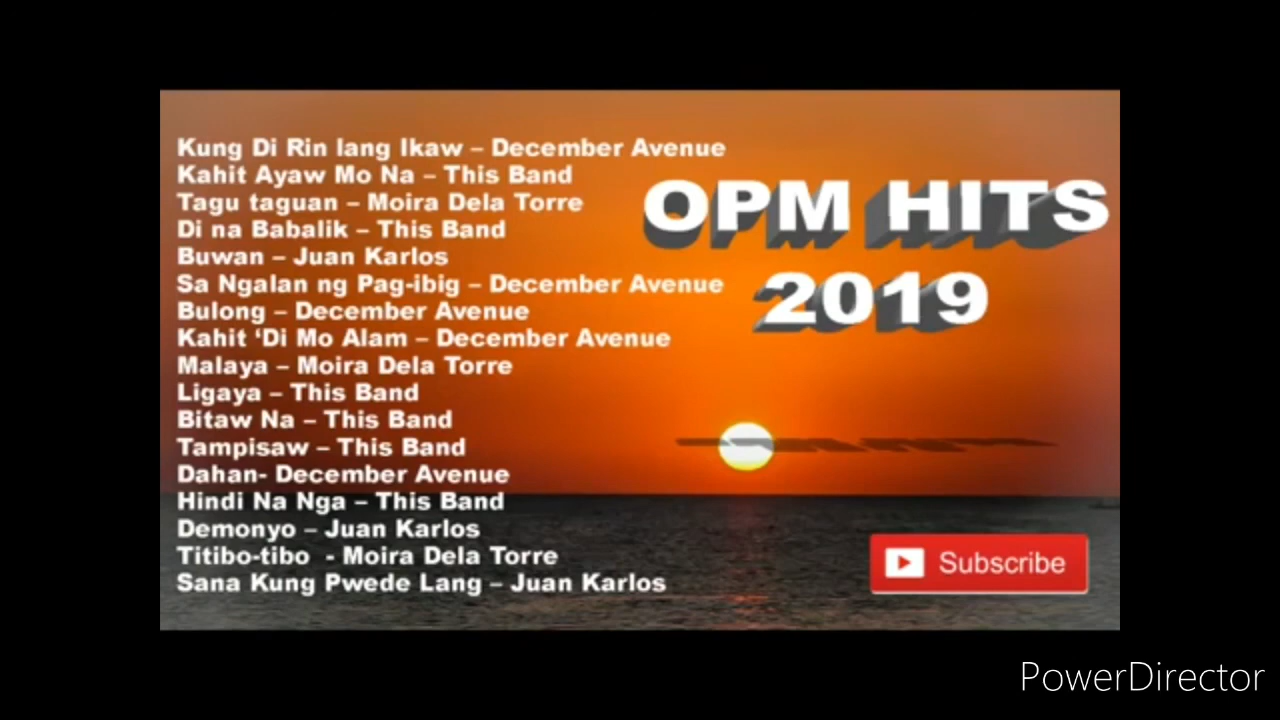 Kung Di Rin lang Ikaw – December Avenue
Kahit Ayaw Mo Na – This Band
Tagu taguan – Moira Dela Torre
Di na Babalik – This Band
Buwan – Juan Karlos
Sa Ngalan ng Pag-ibig – December Avenue
Bulong – December Avenue
Kahit ‘Di Mo Alam – December Avenue
Malaya – Moira Dela Torre
Ligaya – This Band
Bitaw Na – This Band
Tampisaw – This Band
Dahan- December Avenue
Hindi Na Nga – This Band
Demonyo – Juan Karlos
Titibo-tibo  - Moira Dela Torre
Sana Kung Pwede Lang – Juan Karlos
OPM HITS
2019
Subscribe
PowerDirector